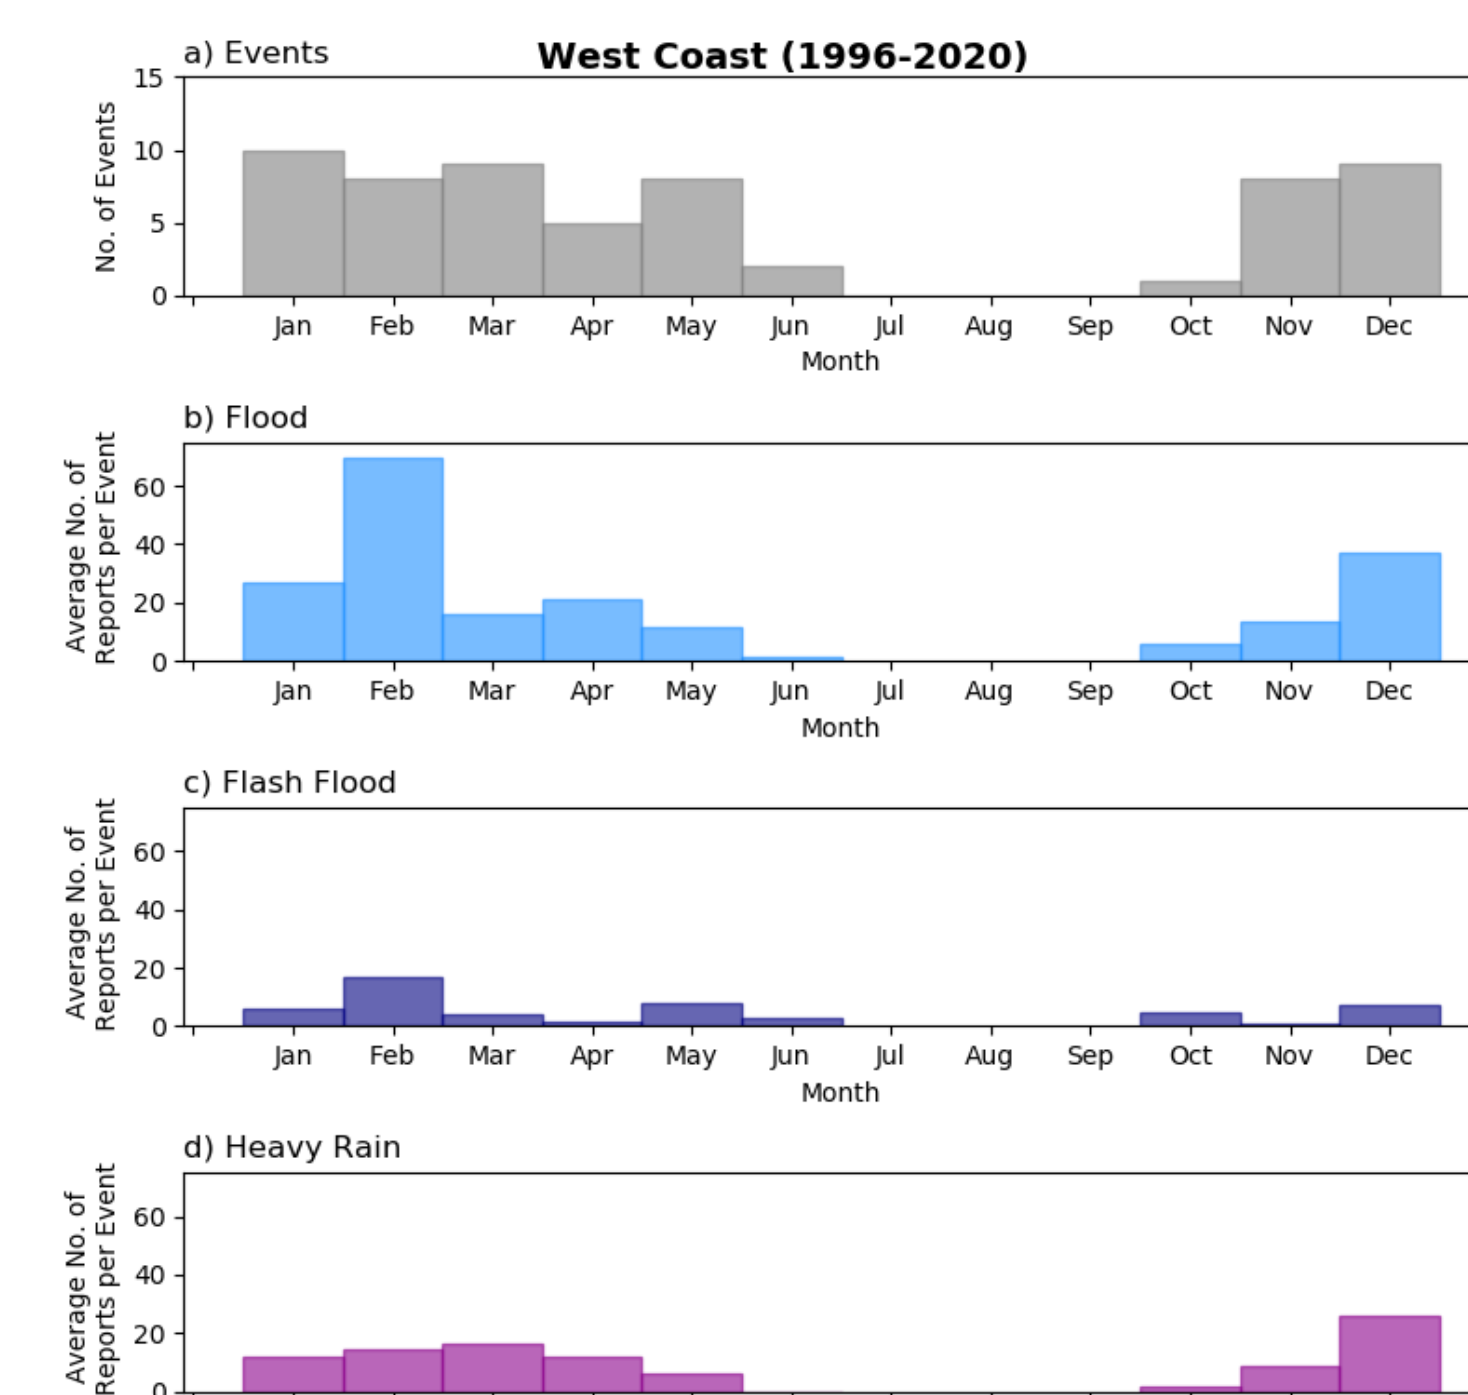 a) Events
West Coast (1996-2020)
15
10
5
0
No. of Events
Jan Feb Mar Apr May Jun Jul Aug Sep Oct Nov Dec
Month
b) Flood
60
40
20
0
Average No. of
Reports per Event
Jan Feb Mar Apr May Jun Jul Aug Sep Oct Nov Dec
Month
c) Flash Flood
60
40
20
0
Average No. of
Reports per Event
Jan Feb Mar Apr May Jun Jul Aug Sep Oct Nov Dec
Month
d) Heavy Rain
60
40
20
0
Average No. of
Reports per Event